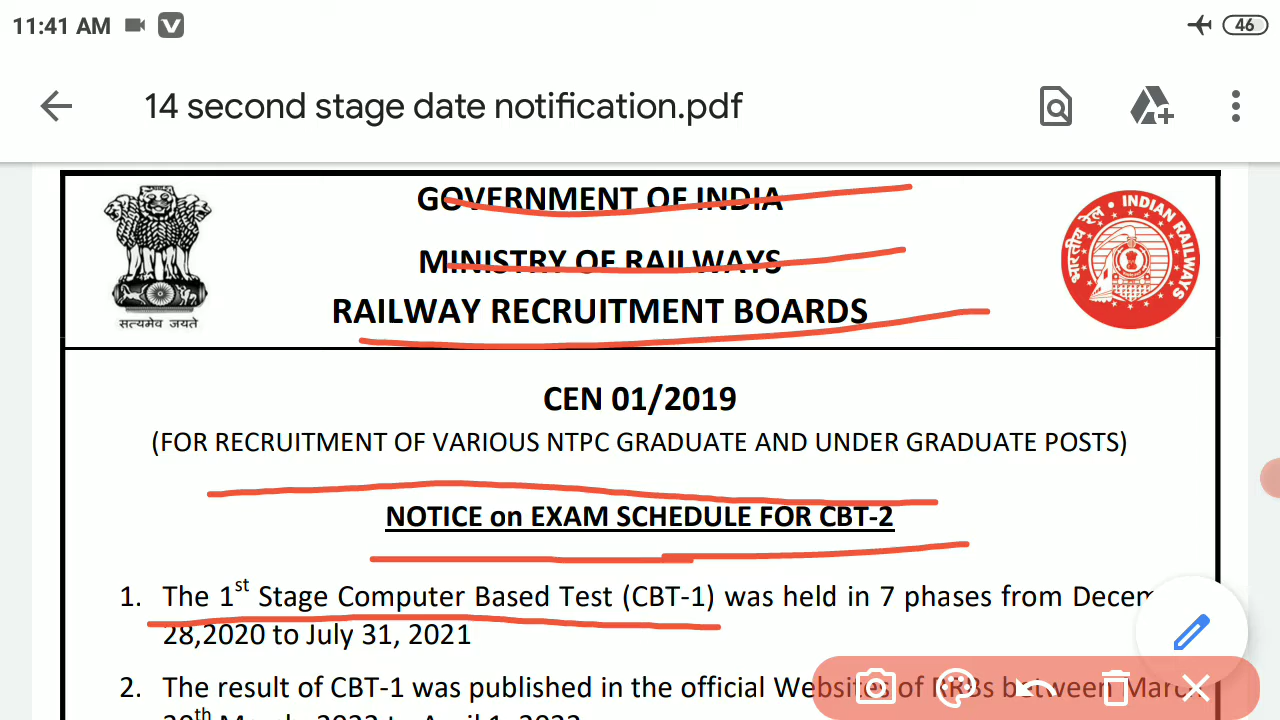 11:41 AM V 46
14 second stage date notification.pdf
GOVERNMENT OF INDIA
MINISTRY OF RAILWAYS
RAILWAY RECRUITMENT BOARDS
सत्यमेव जयते
भारतीय रेल • INDIAN RAILWAYS
CEN 01/2019
(FOR RECRUITMENT OF VARIOUS NTPC GRADUATE AND UNDER GRADUATE POSTS)
NOTICE on EXAM SCHEDULE FOR CBT-2
1. The 1st Stage Computer Based Test (CBT-1) was held in 7 phases from Decem
28,2020 to July 31, 2021
2. The result of CBT-1 was published in the official Websites of RRBs between March